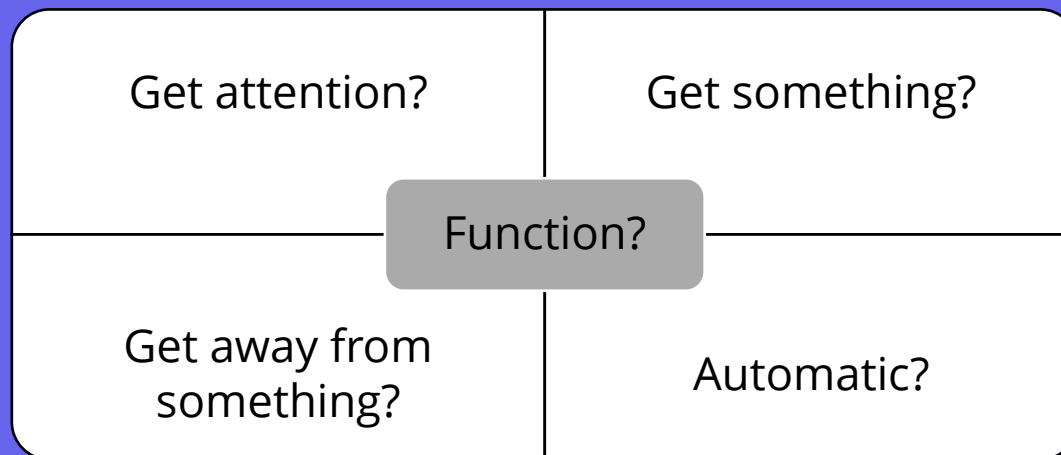 Get attention?
Get something?
Function?
Get away from
something?
Automatic?